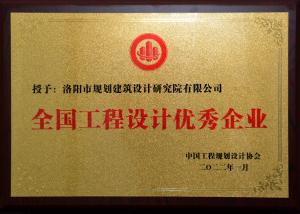 授予：洛阳市规划建筑设计研究院有限公司
全国工程设计优秀企业
中国工程规划设计协会
二〇二二年一月